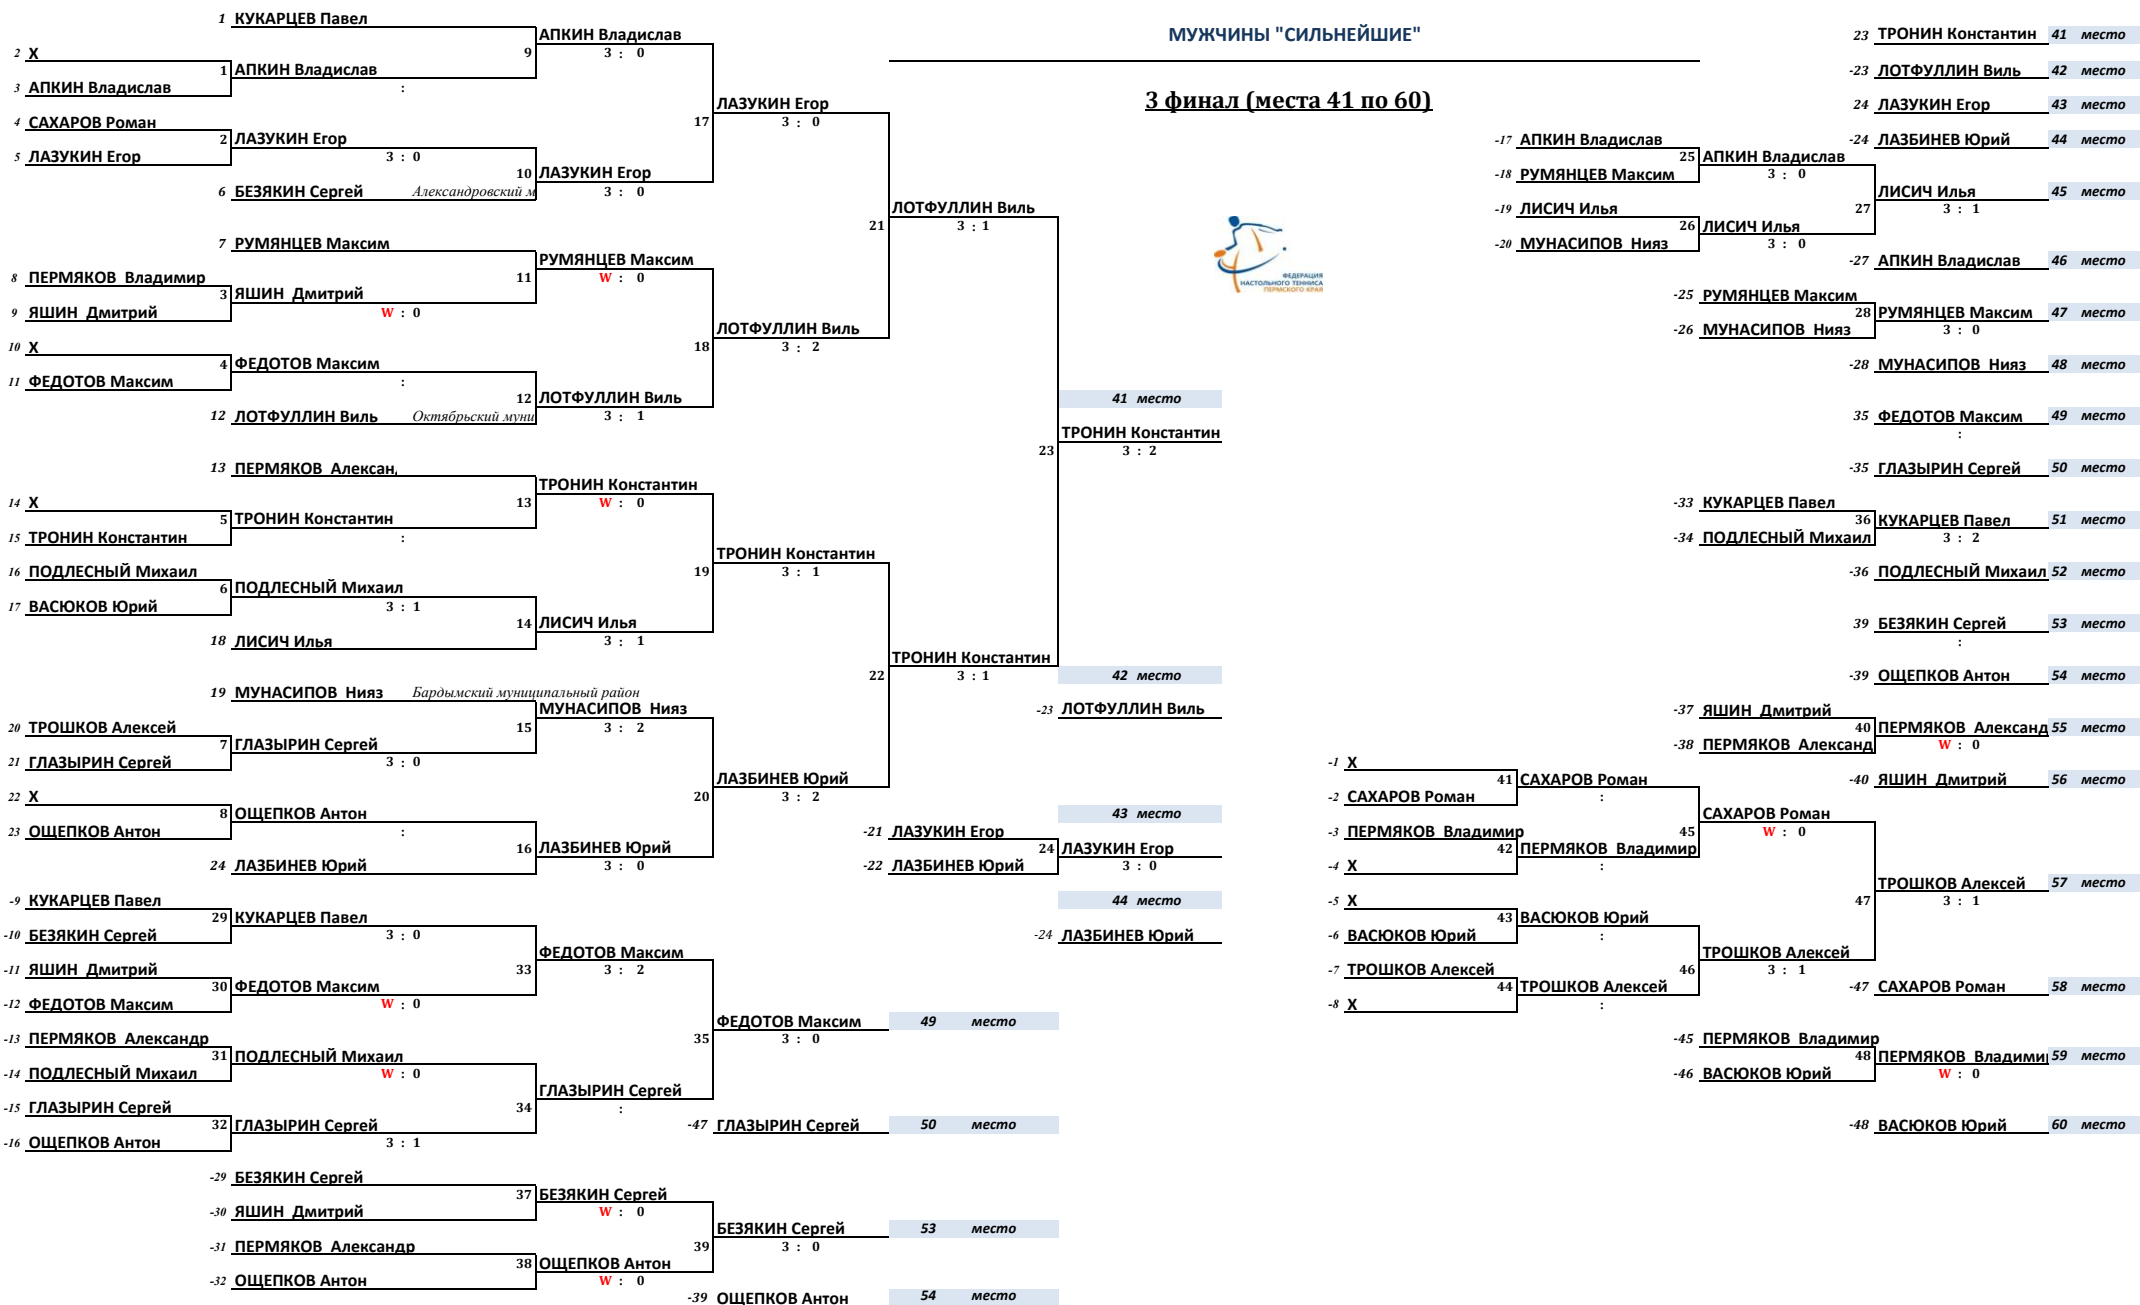 МУЖЧИНЫ "СИЛЬНЕЙШИЕ"
3 финал (места 41 по 60)
1 КУКАРЦЕВ Павел
2 Х
3 АПКИН Владислав
1 АПКИН Владислав
:
9 АПКИН Владислав
3 : 0
4 САХАРОВ Роман
5 ЛАЗУКИН Егор
2 ЛАЗУКИН Егор
3 : 0
6 БЕЗЯКИН Сергей Александровский м
10 ЛАЗУКИН Егор
3 : 0
17 ЛАЗУКИН Егор
3 : 0
7 РУМЯНЦЕВ Максим
8 ПЕРМЯКОВ Владимир
9 ЯШИН Дмитрий
3 ЯШИН Дмитрий
W : 0
11 РУМЯНЦЕВ Максим
W : 0
10 Х
11 ФЕДОТОВ Максим
4 ФЕДОТОВ Максим
:
12 ЛОТФУЛЛИН Виль Октябрьский муни
12 ЛОТФУЛЛИН Виль
3 : 1
18 ЛОТФУЛЛИН Виль
3 : 2
21 ЛОТФУЛЛИН Виль
3 : 1
13 ПЕРМЯКОВ Алексан
14 Х
15 ТРОНИН Константин
5 ТРОНИН Константин
:
13 ТРОНИН Константин
W : 0
16 ПОДЛЕСНЫЙ Михаил
17 ВАСЮКОВ Юрий
6 ПОДЛЕСНЫЙ Михаил
3 : 1
18 ЛИСИЧ Илья
14 ЛИСИЧ Илья
3 : 1
19 ТРОНИН Константин
3 : 1
19 МУНАСИПОВ Нияз Бардымский муниципальный район
20 ТРОШКОВ Алексей
21 ГЛАЗЫРИН Сергей
7 ГЛАЗЫРИН Сергей
3 : 0
15 МУНАСИПОВ Нияз
3 : 2
22 Х
23 ОЩЕПКОВ Антон
8 ОЩЕПКОВ Антон
:
24 ЛАЗБИНЕВ Юрий
16 ЛАЗБИНЕВ Юрий
3 : 0
20 ЛАЗБИНЕВ Юрий
3 : 2
22 ТРОНИН Константин
3 : 1
41 место
23 ТРОНИН Константин
3 : 2
42 место
-23 ЛОТФУЛЛИН Виль
43 место
-21 ЛАЗУКИН Егор
-22 ЛАЗБИНЕВ Юрий
24 ЛАЗУКИН Егор
3 : 0
44 место
-24 ЛАЗБИНЕВ Юрий
-9 КУКАРЦЕВ Павел
-10 БЕЗЯКИН Сергей
29 КУКАРЦЕВ Павел
3 : 0
-11 ЯШИН Дмитрий
-12 ФЕДОТОВ Максим
30 ФЕДОТОВ Максим
W : 0
33 ФЕДОТОВ Максим
3 : 2
-13 ПЕРМЯКОВ Александр
-14 ПОДЛЕСНЫЙ Михаил
31 ПОДЛЕСНЫЙ Михаил
W : 0
-15 ГЛАЗЫРИН Сергей
-16 ОЩЕПКОВ Антон
32 ГЛАЗЫРИН Сергей
3 : 1
34 ГЛАЗЫРИН Сергей
:
35 ФЕДОТОВ Максим 49 место
3 : 0
-47 ГЛАЗЫРИН Сергей 50 место
-29 БЕЗЯКИН Сергей
-30 ЯШИН Дмитрий
37 БЕЗЯКИН Сергей
W : 0
-31 ПЕРМЯКОВ Александр
-32 ОЩЕПКОВ Антон
38 ОЩЕПКОВ Антон
W : 0
39 БЕЗЯКИН Сергей 53 место
3 : 0
-39 ОЩЕПКОВ Антон 54 место
ФЕДЕРАЦИЯ
НАСТОЛЬНОГО ТЕННИСА
ПЕРМСКОГО КРАЯ
23 ТРОНИН Константин 41 место
-23 ЛОТФУЛЛИН Виль 42 место
24 ЛАЗУКИН Егор 43 место
-24 ЛАЗБИНЕВ Юрий 44 место
-17 АПКИН Владислав
-18 РУМЯНЦЕВ Максим
25 АПКИН Владислав
3 : 0
-19 ЛИСИЧ Илья
-20 МУНАСИПОВ Нияз
26 ЛИСИЧ Илья
3 : 0
27 ЛИСИЧ Илья 45 место
3 : 1
-27 АПКИН Владислав 46 место
-25 РУМЯНЦЕВ Максим
-26 МУНАСИПОВ Нияз
28 РУМЯНЦЕВ Максим 47 место
3 : 0
-28 МУНАСИПОВ Нияз 48 место
35 ФЕДОТОВ Максим 49 место
:
-35 ГЛАЗЫРИН Сергей 50 место
-33 КУКАРЦЕВ Павел
-34 ПОДЛЕСНЫЙ Михаил
36 КУКАРЦЕВ Павел 51 место
3 : 2
-36 ПОДЛЕСНЫЙ Михаил 52 место
39 БЕЗЯКИН Сергей 53 место
:
-39 ОЩЕПКОВ Антон 54 место
-37 ЯШИН Дмитрий
-38 ПЕРМЯКОВ Александ
40 ПЕРМЯКОВ Александ 55 место
W : 0
-40 ЯШИН Дмитрий 56 место
-1 Х
-2 САХАРОВ Роман
41 САХАРОВ Роман
:
-3 ПЕРМЯКОВ Владимир
-4 Х
42 ПЕРМЯКОВ Владимир
:
45 САХАРОВ Роман
W : 0
-5 Х
-6 ВАСЮКОВ Юрий
43 ВАСЮКОВ Юрий
:
-7 ТРОШКОВ Алексей
-8 Х
44 ТРОШКОВ Алексей
:
46 ТРОШКОВ Алексей
3 : 1
47 ТРОШКОВ Алексей 57 место
3 : 1
-47 САХАРОВ Роман 58 место
-45 ПЕРМЯКОВ Владимир
-46 ВАСЮКОВ Юрий
48 ПЕРМЯКОВ Владими 59 место
W : 0
-48 ВАСЮКОВ Юрий 60 место